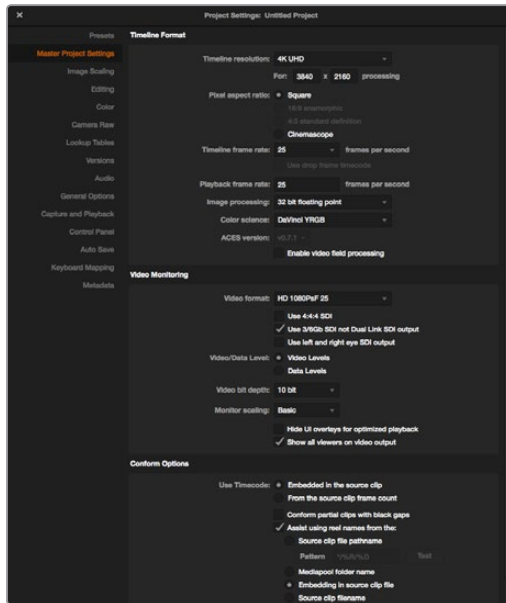 Project Settings: Untitled Project
Presets
Master Project Settings
Image Scaling
Editing
Color
Camera Raw
Lookup Tables
Versions
Audio
General Options
Capture and Playback
Control Panel
Auto Save
Keyboard Mapping
Metadata
Timeline Format
Timeline resolution: 4K UHD
For: 3840 x 2160 processing
Pixel aspect ratio: Square
16:9 anamorphic
4:3 standard definition
Cinemascope
Timeline frame rate: 25 frames per second
Use drop frame timecode
Playback frame rate: 25 frames per second
Image processing: 32 bit floating point
Color science: DaVinci YRGB
ACES version: v0.7.1
Enable video field processing
Video Monitoring
Video format: HD 1080PsF 25
Use 4:4:4 SDI
Use 3/6Gb SDI not Dual Link SDI output
Use left and right eye SDI output
Video/Data Level: Video Levels
Data Levels
Video bit depth: 10 bit
Monitor scaling: Basic
Hide UI overlays for optimized playback
Show all viewers on video output
Conform Options
Use Timecode: Embedded in the source clip
From the source clip frame count
Conform partial clips with black gaps
Assist using reel names from the:
Source clip file pathname
Pattern Test
Mediapool folder name
Embedding in source clip file
Source clip filename